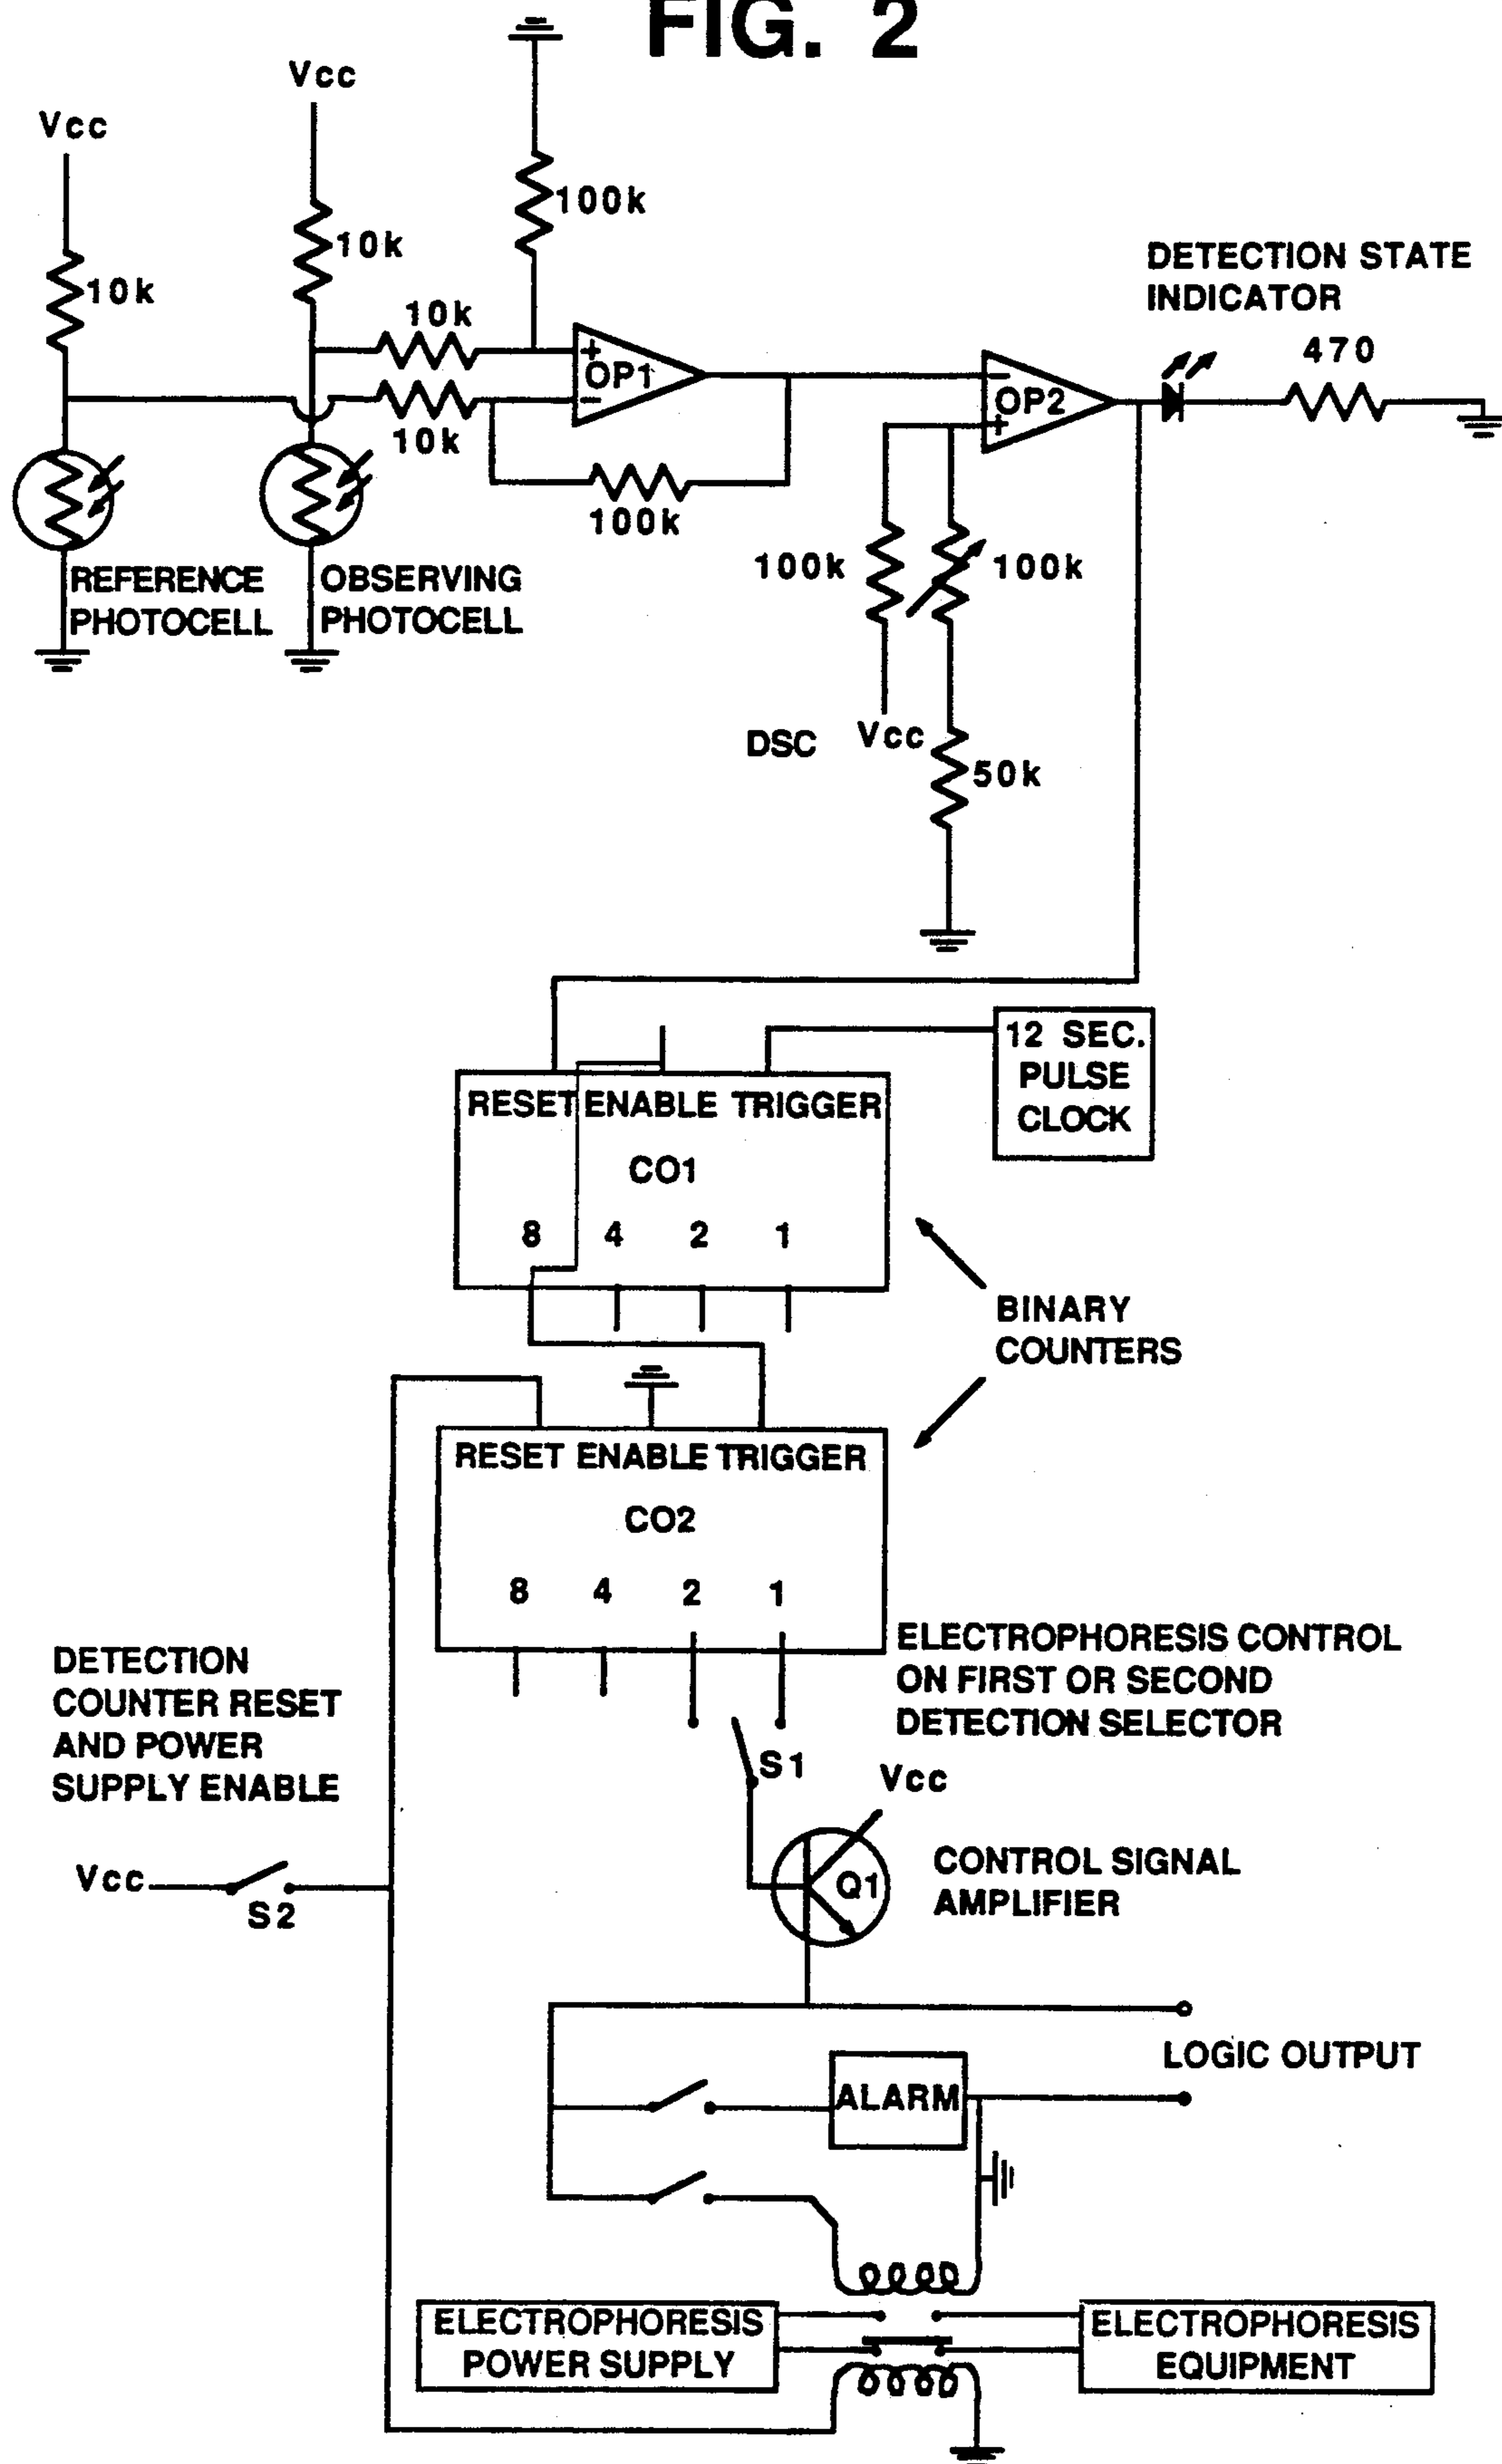 FIG. 2
Vcc
Vcc
100k
10k
10k
DETECTION STATE
INDICATOR
10k
470
+
OP1
-
-
OP2
+
10k
100k
REFERENCE
PHOTOCELL
OBSERVING
PHOTOCELL
100k
100k
DSC
Vcc
50k
12 SEC.
PULSE
CLOCK
RESET ENABLE TRIGGER
CO1
8 4 2 1
BINARY
COUNTERS
RESET ENABLE TRIGGER
CO2
8 4 2 1
ELECTROPHORESIS CONTROL
ON FIRST OR SECOND
DETECTION SELECTOR
DETECTION
COUNTER RESET
AND POWER
SUPPLY ENABLE
S1
Vcc
Vcc
S2
Q1
CONTROL SIGNAL
AMPLIFIER
LOGIC OUTPUT
ALARM
ELECTROPHORESIS
POWER SUPPLY
ELECTROPHORESIS
EQUIPMENT